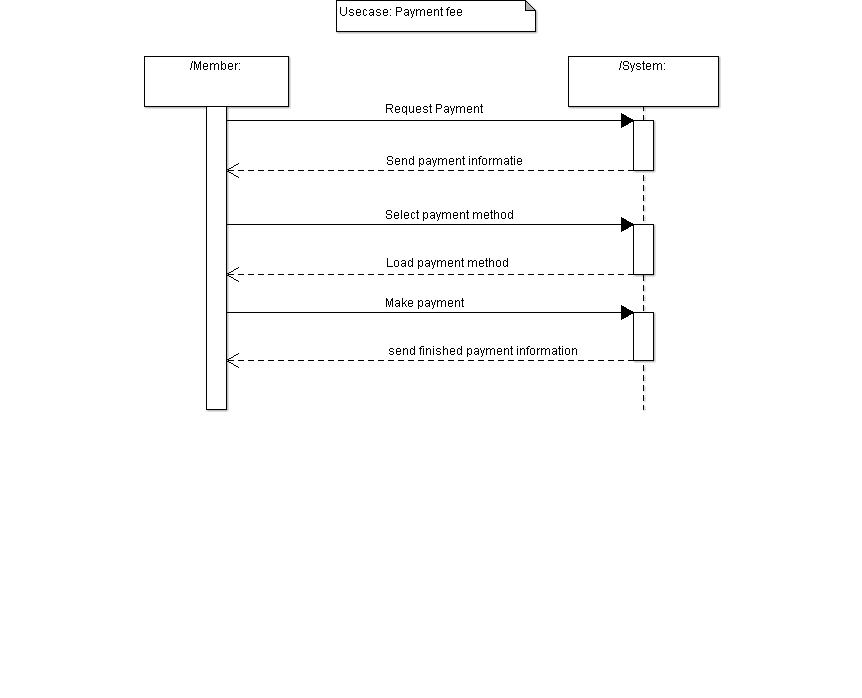 Usecase: Payment fee
/Member:
/System:
Request Payment
Send payment informatie
Select payment method
Load payment method
Make payment
send finished payment information